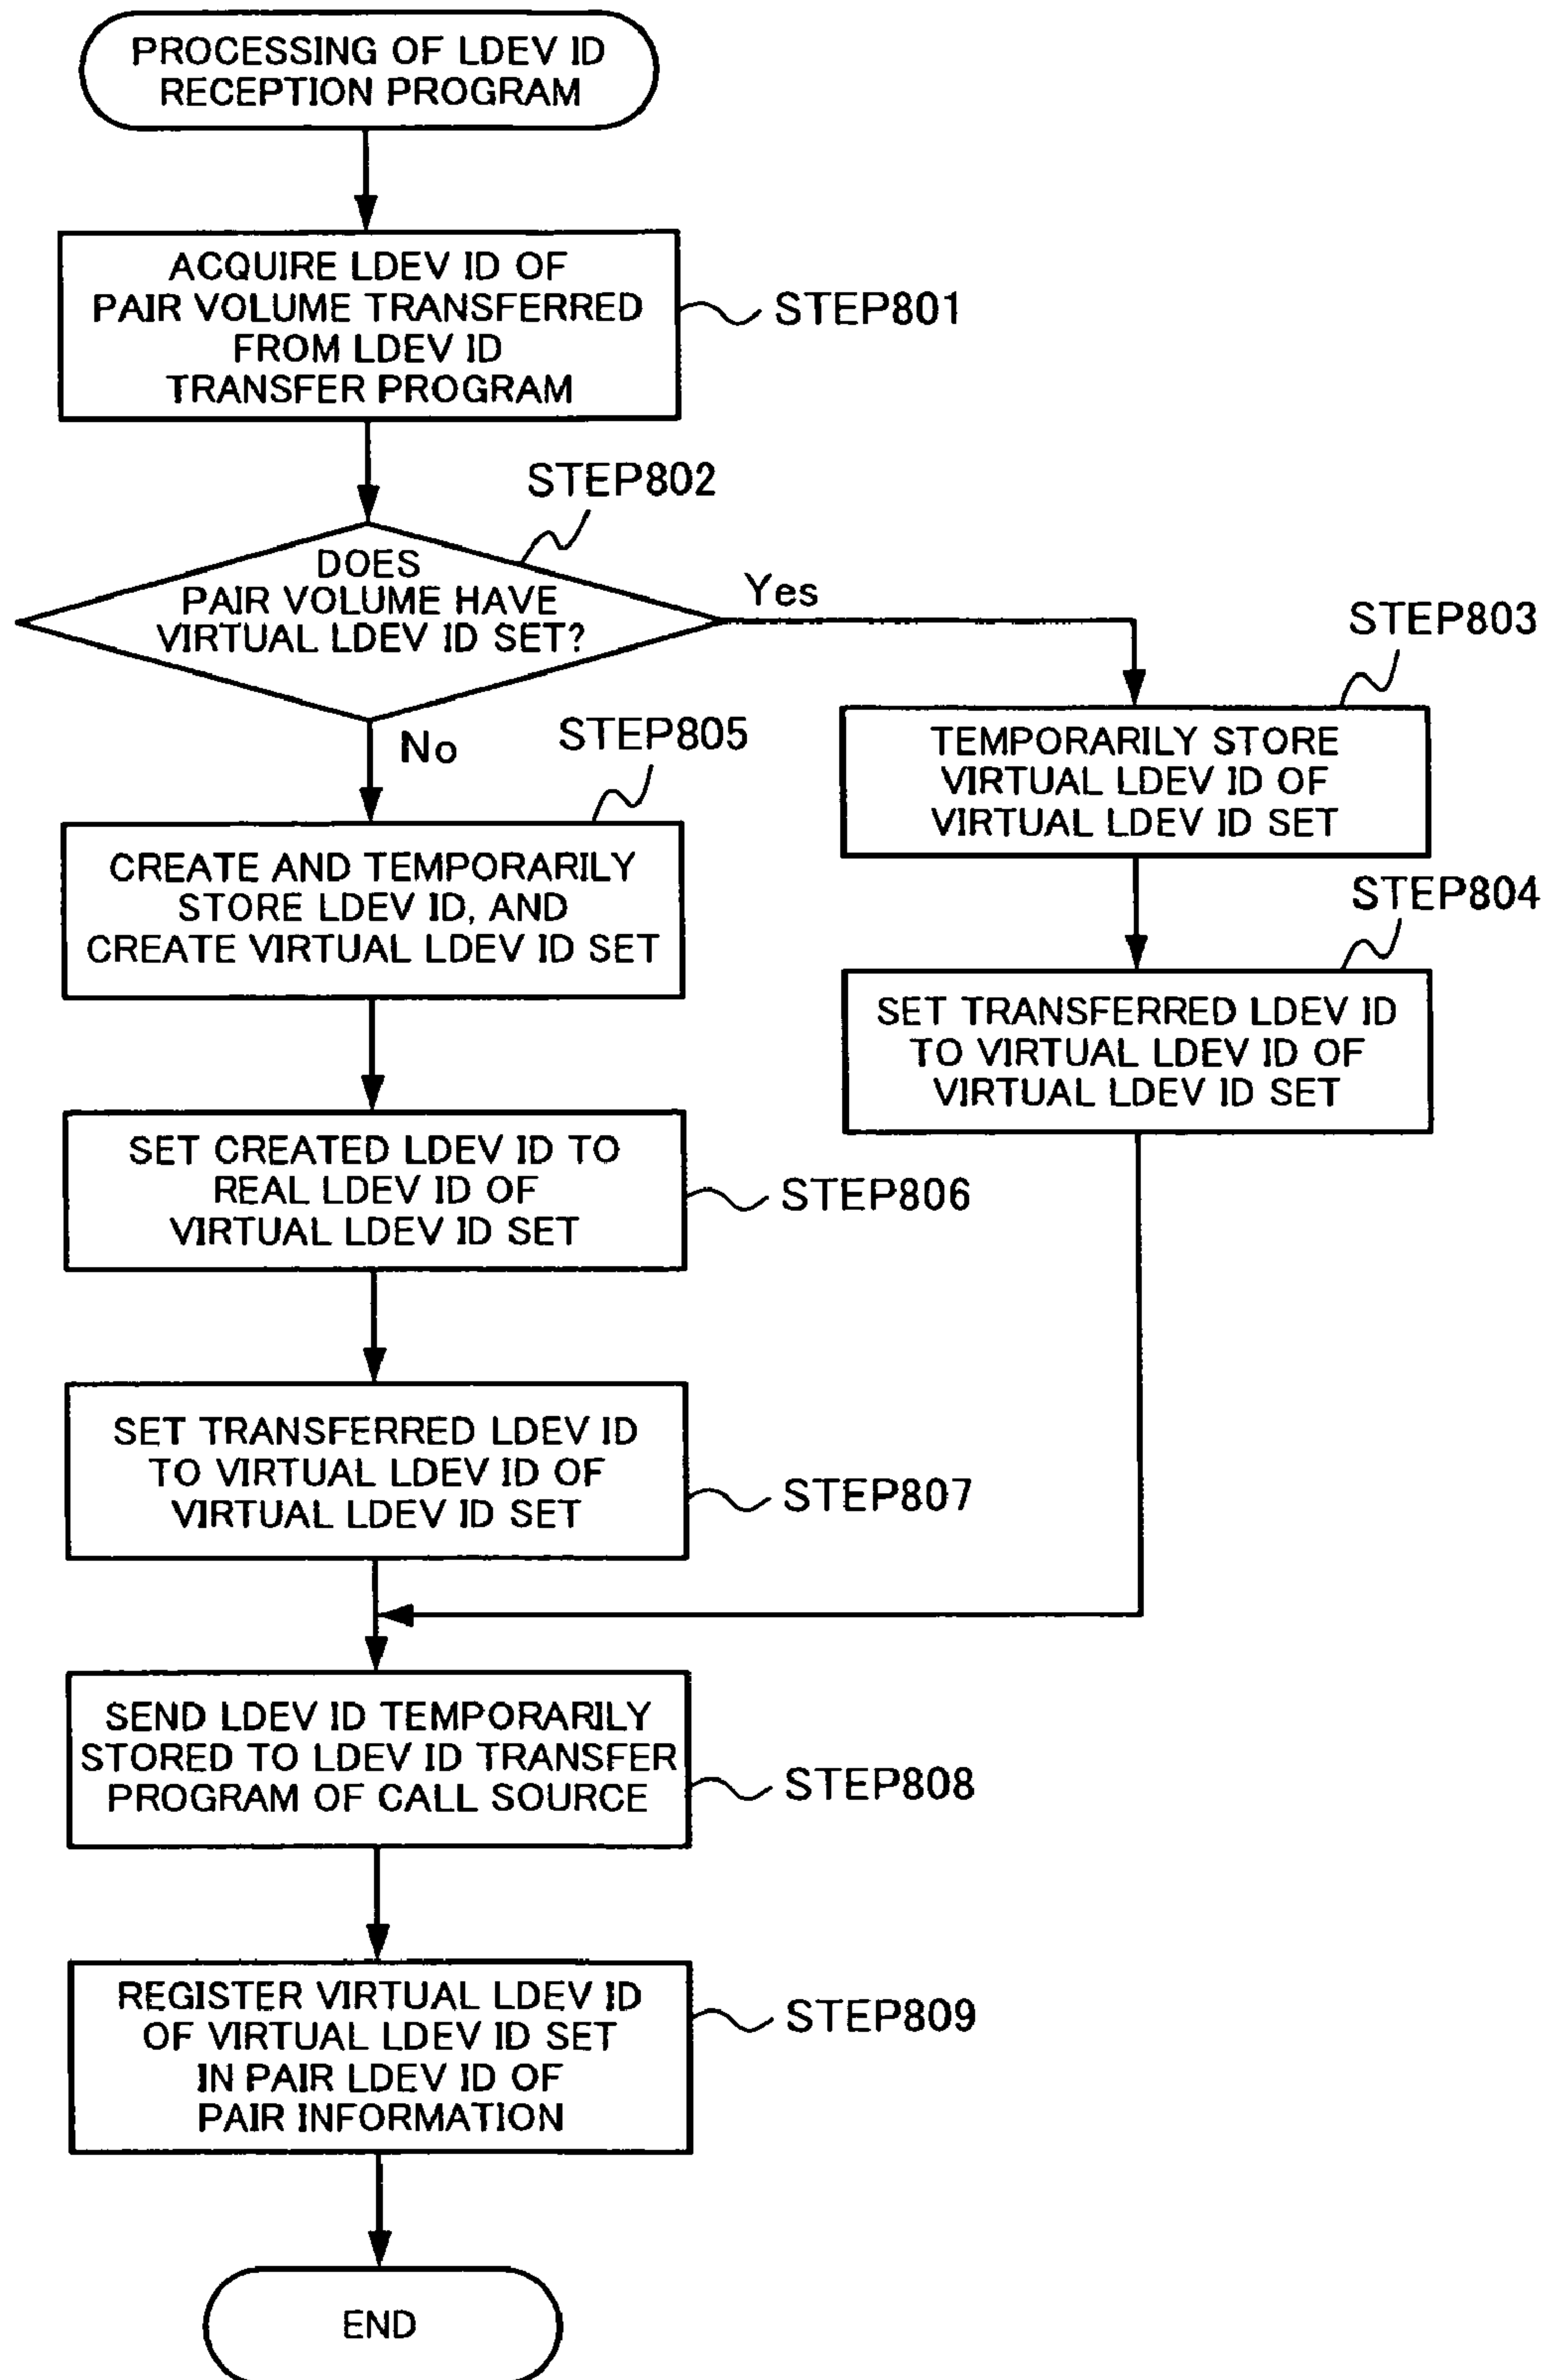 PROCESSING OF LDEV ID
RECEPTION PROGRAM
ACQUIRE LDEV ID OF
PAIR VOLUME TRANSFERRED
FROM LDEV ID
TRANSFER PROGRAM
STEP801
STEP802
DOES
PAIR VOLUME HAVE
VIRTUAL LDEV ID SET?
Yes
No
STEP803
TEMPORARILY STORE
VIRTUAL LDEV ID OF
VIRTUAL LDEV ID SET
STEP804
SET TRANSFERRED LDEV ID
TO VIRTUAL LDEV ID OF
VIRTUAL LDEV ID SET
STEP805
CREATE AND TEMPORARILY
STORE LDEV ID, AND
CREATE VIRTUAL LDEV ID SET
SET CREATED LDEV ID TO
REAL LDEV ID OF
VIRTUAL LDEV ID SET
STEP806
SET TRANSFERRED LDEV ID
TO VIRTUAL LDEV ID OF
VIRTUAL LDEV ID SET
STEP807
SEND LDEV ID TEMPORARILY
STORED TO LDEV ID TRANSFER
PROGRAM OF CALL SOURCE
STEP808
REGISTER VIRTUAL LDEV ID
OF VIRTUAL LDEV ID SET
IN PAIR LDEV ID OF
PAIR INFORMATION
STEP809
END